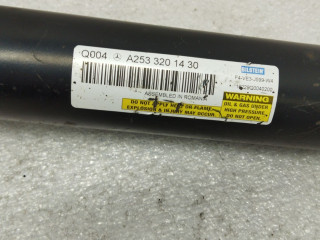 Q004 A253 320 14 30
BILSTEIN
ASSEMBLED IN ROMANIA
WARNING
OIL & GAS UNDER
HIGH PRESSURE.
DO NOT OPEN.
DO NOT APPLY HEAT OR FLAME.
EXPLOSION & INJURY MAY OCCUR.